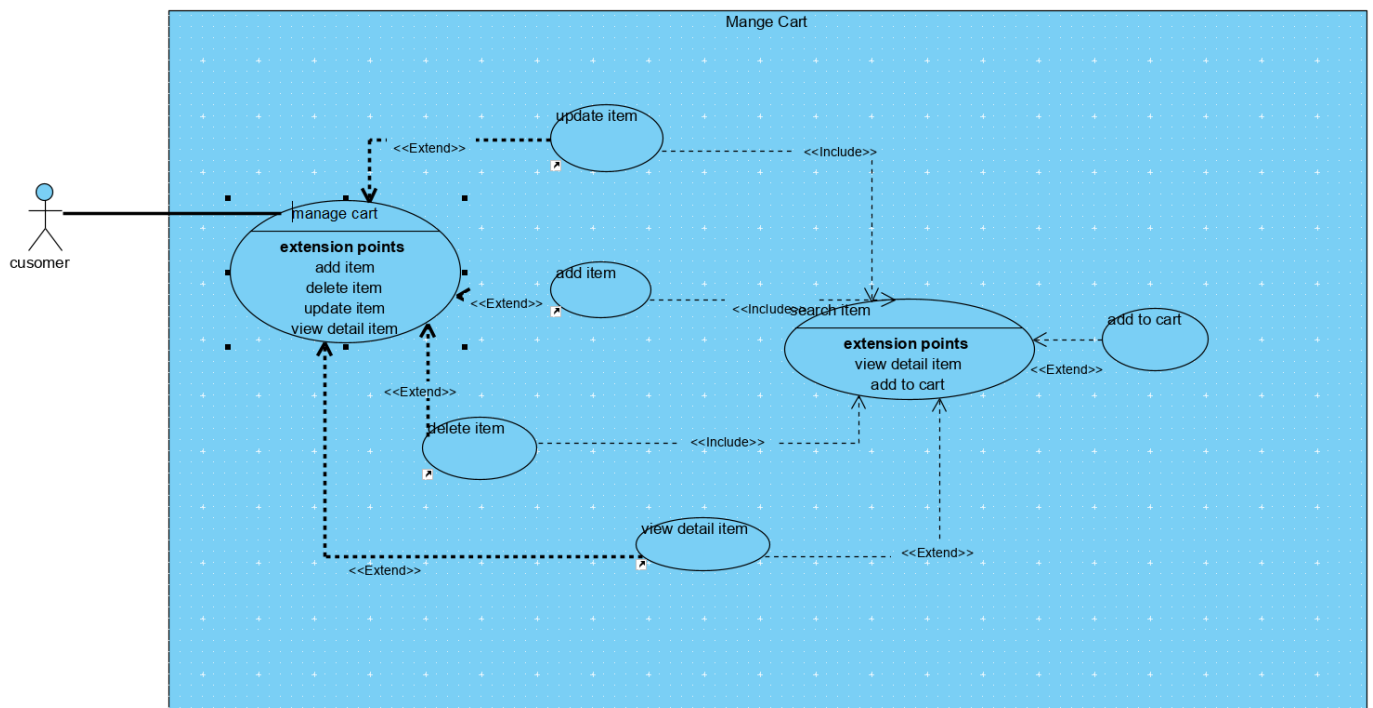 Mange Cart
update item
<<Extend>>
<<Include>>
manage cart
extension points
add item
delete item
update item
view detail item
cusomer
add item
<<Extend>>
<<Include>>
search item
extension points
view detail item
add to cart
add to cart
<<Extend>>
<<Extend>>
delete item
<<Include>>
view detail item
<<Extend>>
<<Extend>>